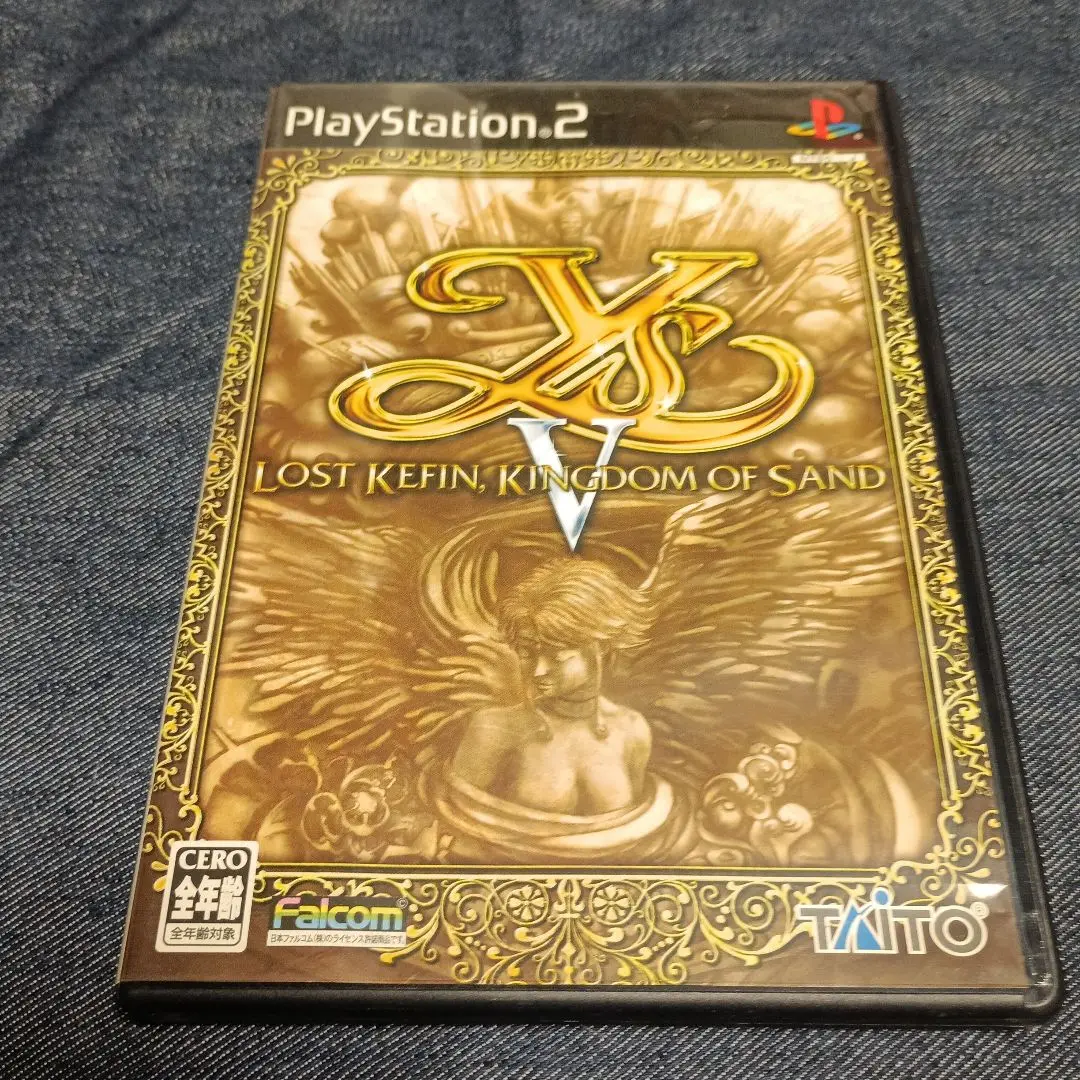 PlayStation.2
Ys
V
LOST KEFIN, KINGDOM OF SAND
CERO
全年齢
全年齢対象
Falcom©
日本ファルコム(株)のライセンス許諾商品です。
TAITO®